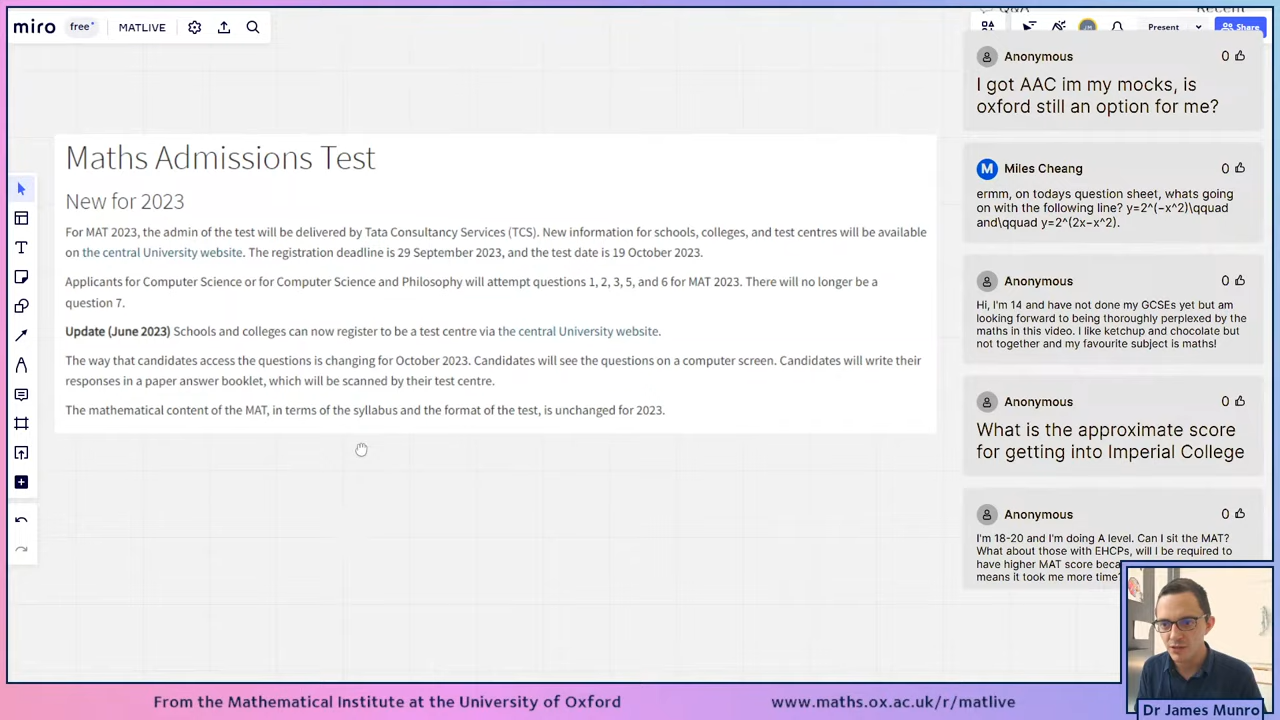 miro
free
MATLIVE
Present
Share
Maths Admissions Test
New for 2023
For MAT 2023, the admin of the test will be delivered by Tata Consultancy Services (TCS). New information for schools, colleges, and test centres will be available
on the central University website. The registration deadline is 29 September 2023, and the test date is 19 October 2023.
Applicants for Computer Science or for Computer Science and Philosophy will attempt questions 1, 2, 3, 5, and 6 for MAT 2023. There will no longer be a
question 7.
Update (June 2023) Schools and colleges can now register to be a test centre via the central University website.
The way that candidates access the questions is changing for October 2023. Candidates will see the questions on a computer screen. Candidates will write their
responses in a paper answer booklet, which will be scanned by their test centre.
The mathematical content of the MAT, in terms of the syllabus and the format of the test, is unchanged for 2023.
Anonymous 0
I got AAC im my mocks, is
oxford still an option for me?
M Miles Cheang 0
ermm, on todays question sheet, whats going
on with the following line? y=2^(−x^2)\qquad
and\qquad y=2^(2x−x^2).
Anonymous 0
Hi, I'm 14 and have not done my GCSEs yet but am
looking forward to being thoroughly perplexed by the
maths in this video. I like ketchup and chocolate but
not together and my favourite subject is maths!
Anonymous 0
What is the approximate score
for getting into Imperial College
Anonymous 0
I'm 18-20 and I'm doing A level. Can I sit the MAT?
What about those with EHCPs, will I be required to
have higher MAT score
means it took me more time?
Dr James Munro
From the Mathematical Institute at the University of Oxford
www.maths.ox.ac.uk/r/matlive